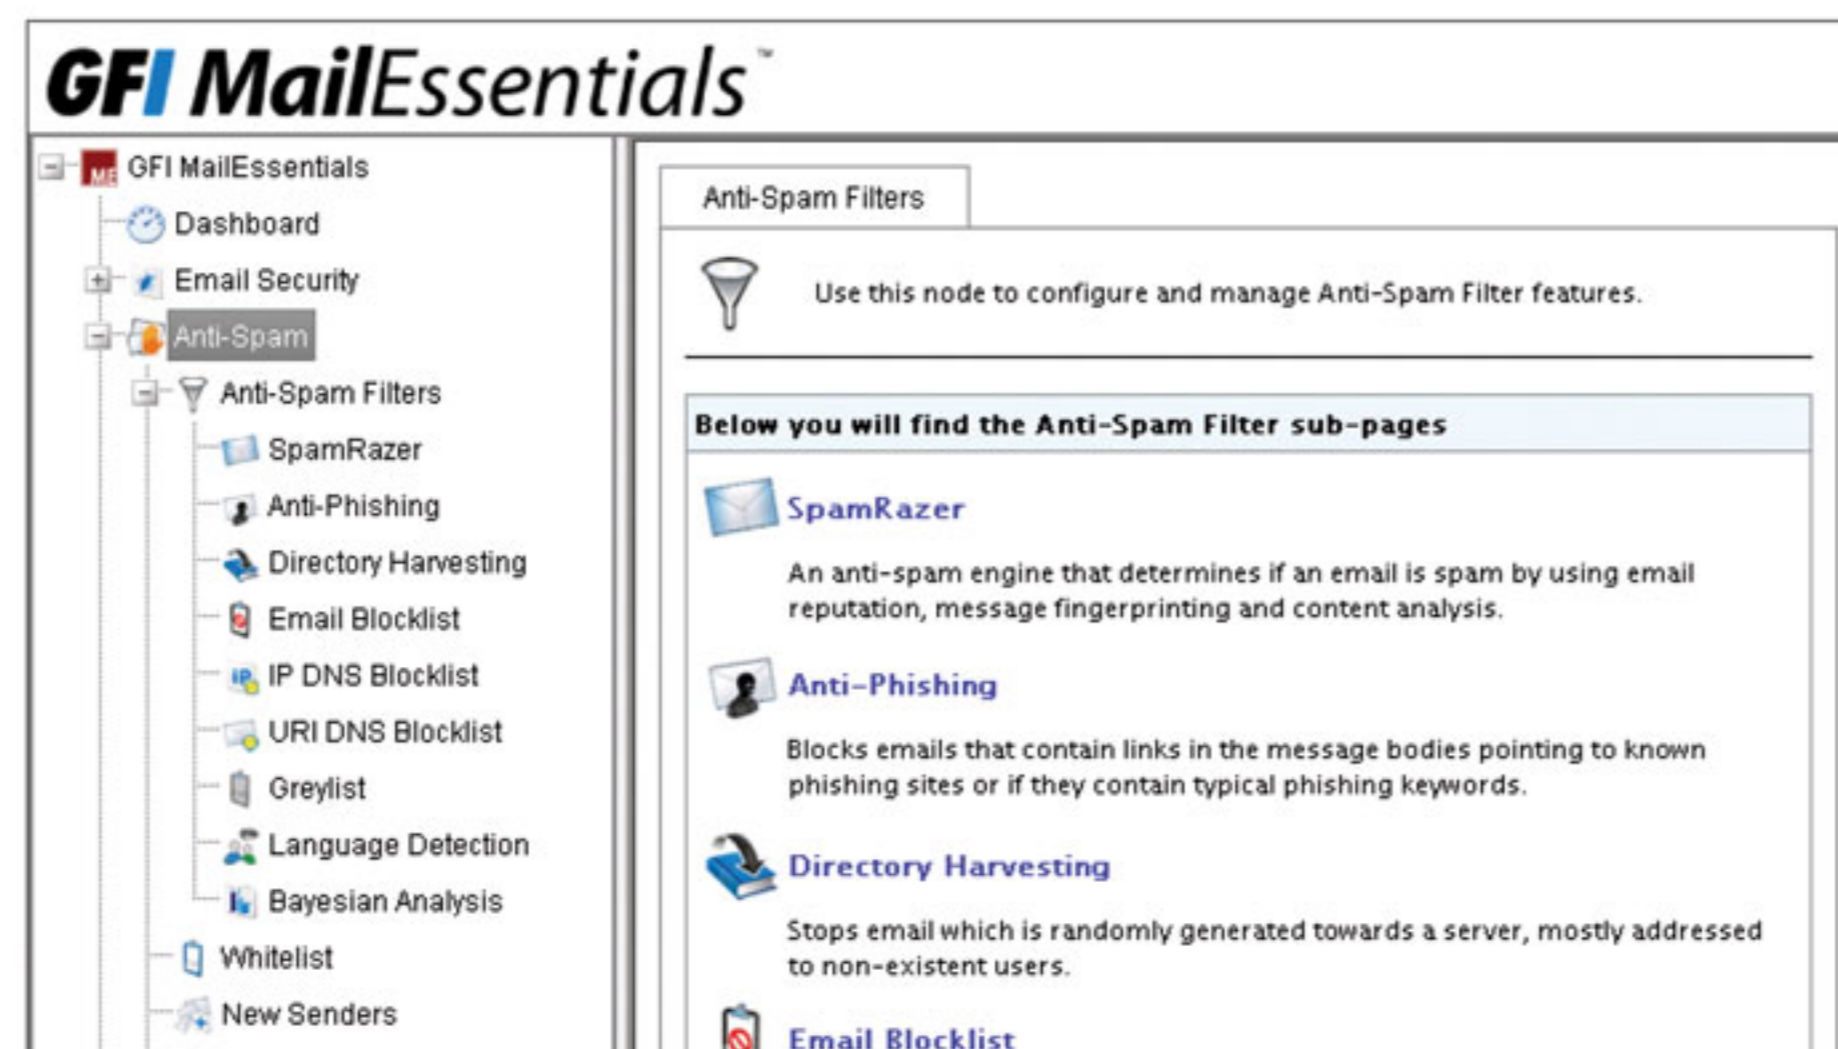 GFI MailEssentials™
GFI MailEssentials
Dashboard
Email Security
Anti-Spam
Anti-Spam Filters
SpamRazer
Anti-Phishing
Directory Harvesting
Email Blocklist
IP DNS Blocklist
URI DNS Blocklist
Greylist
Language Detection
Bayesian Analysis
Whitelist
New Senders
Anti-Spam Filters
Use this node to configure and manage Anti-Spam Filter features.
Below you will find the Anti-Spam Filter sub-pages
SpamRazer
An anti-spam engine that determines if an email is spam by using email
reputation, message fingerprinting and content analysis.
Anti-Phishing
Blocks emails that contain links in the message bodies pointing to known
phishing sites or if they contain typical phishing keywords.
Directory Harvesting
Stops email which is randomly generated towards a server, mostly addressed
to non-existent users.
Email Blocklist